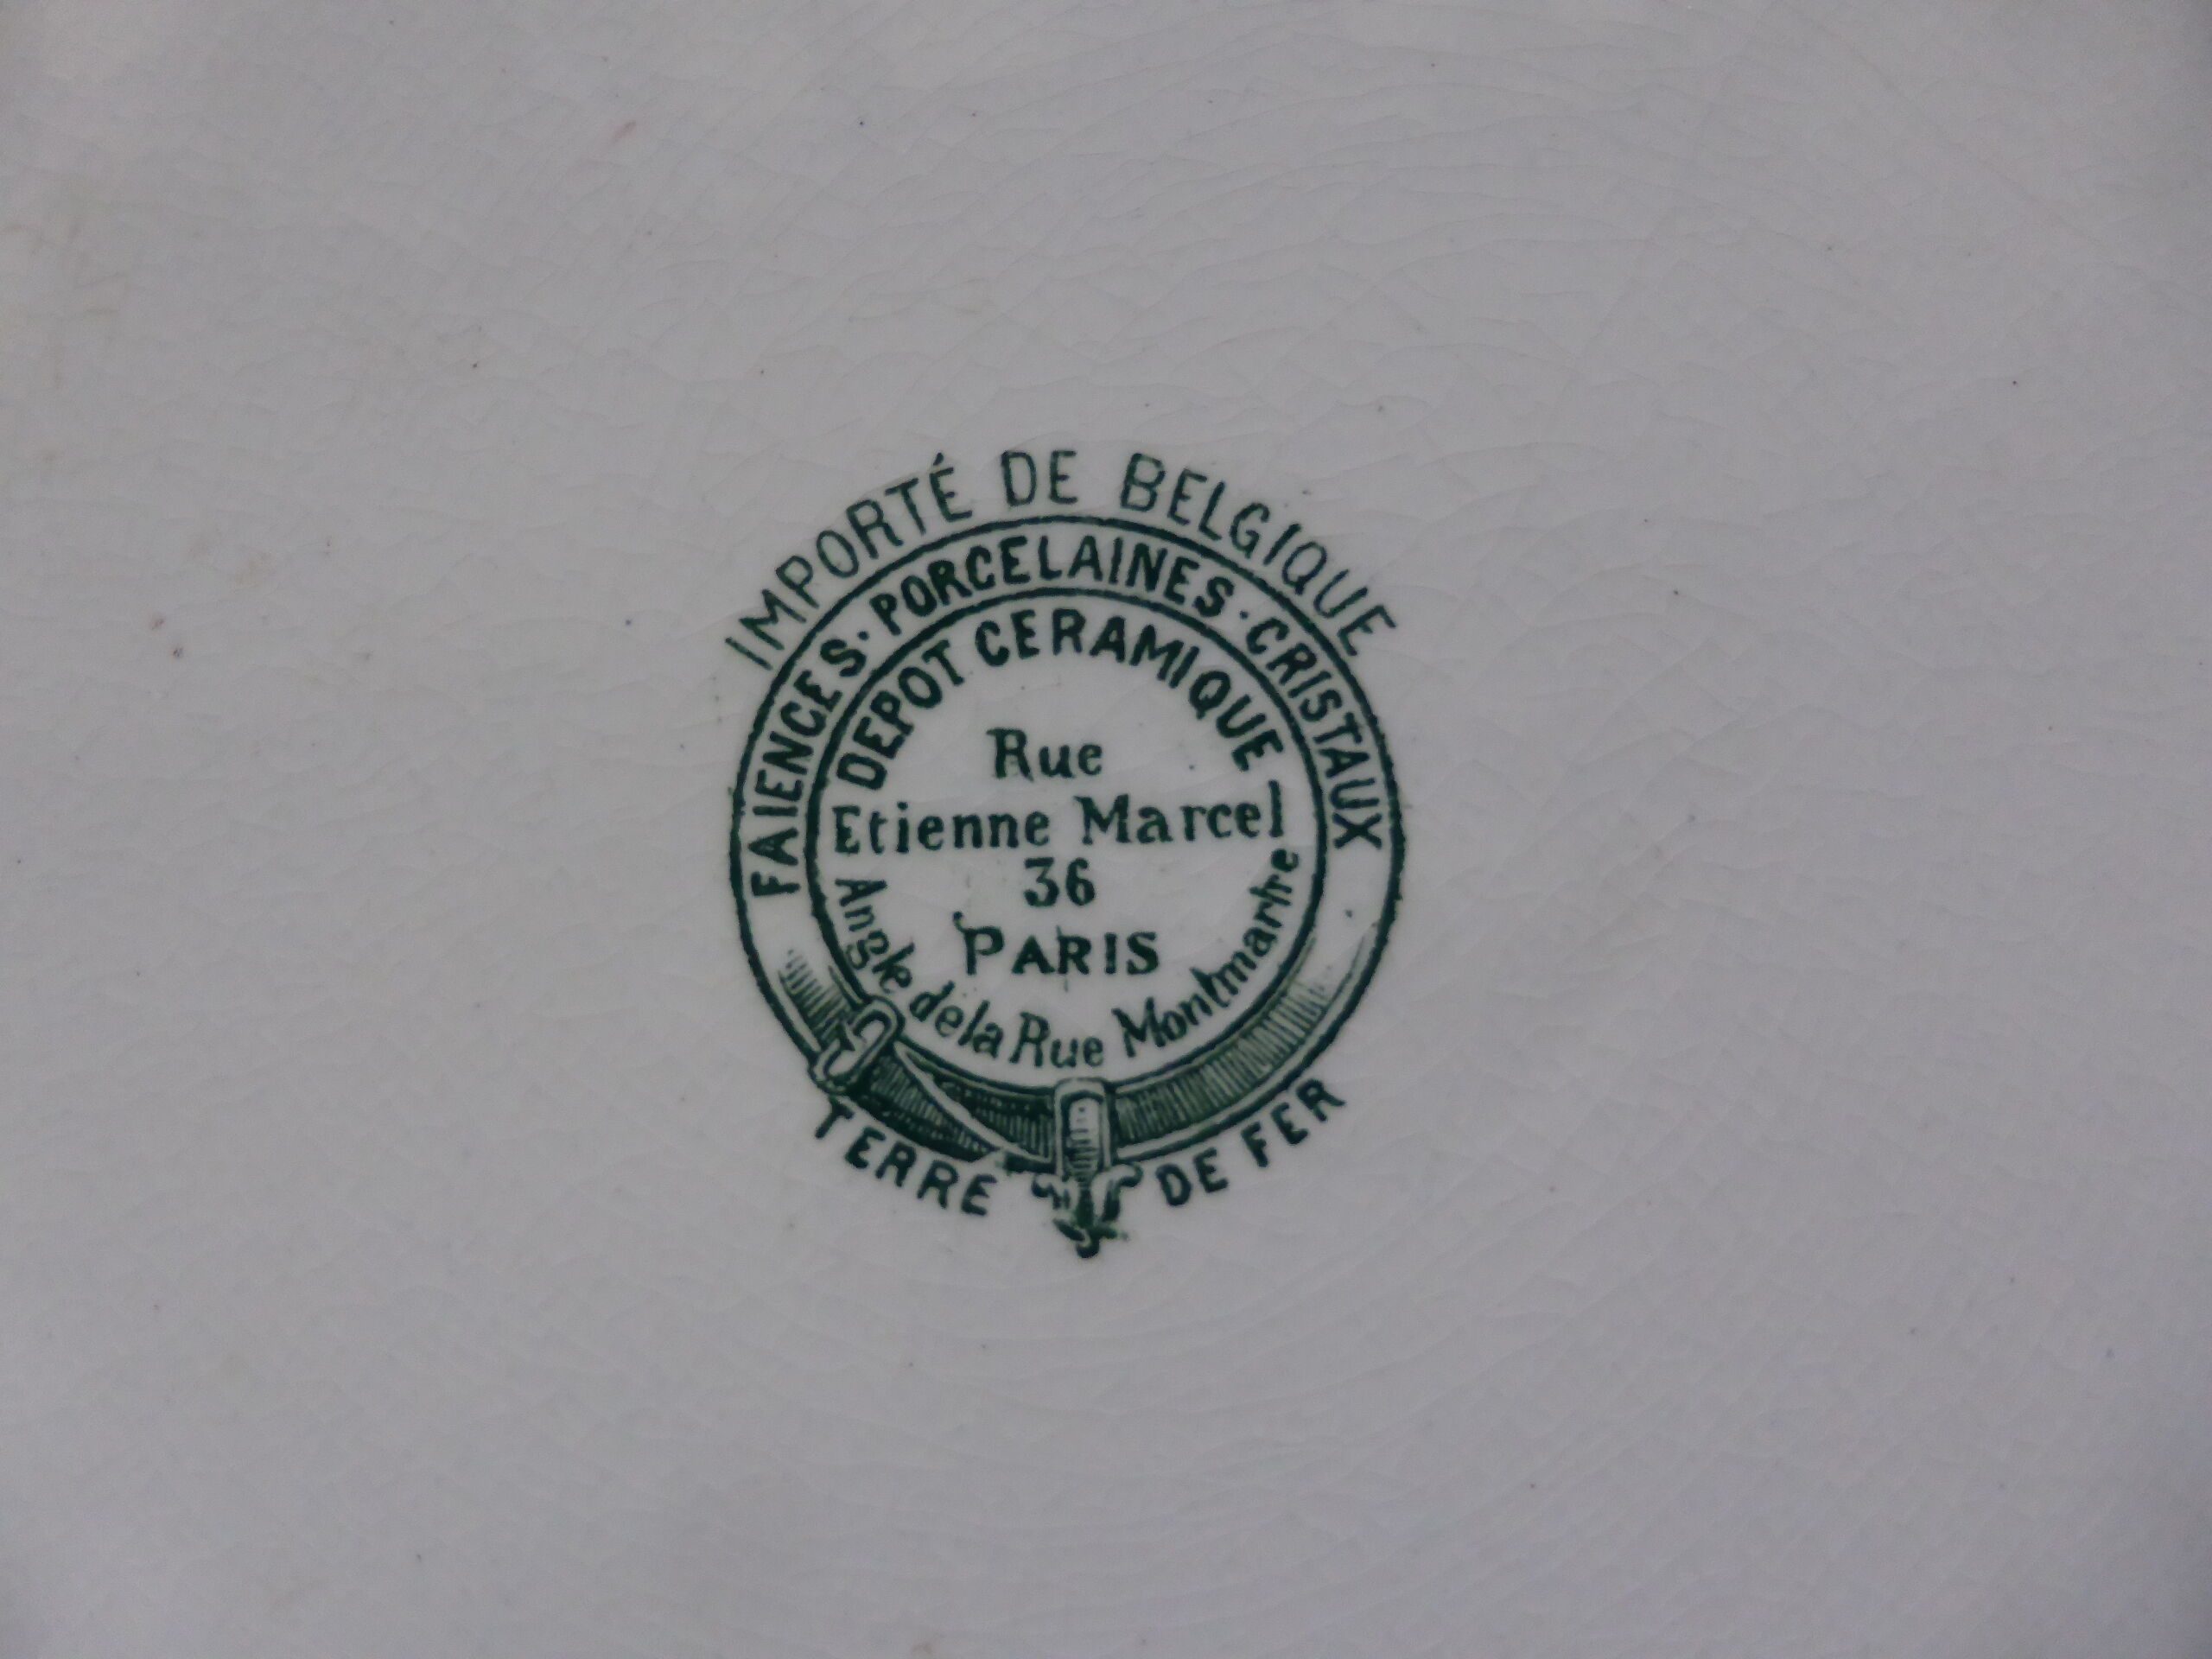 IMPORTÉ DE BELGIQUE
FAIENCES·PORCELAINES·CRISTAUX
DEPOT CERAMIQUE
Rue
Etienne Marcel
36
PARIS
Angle de la Rue Montmartre
TERRE DE FER